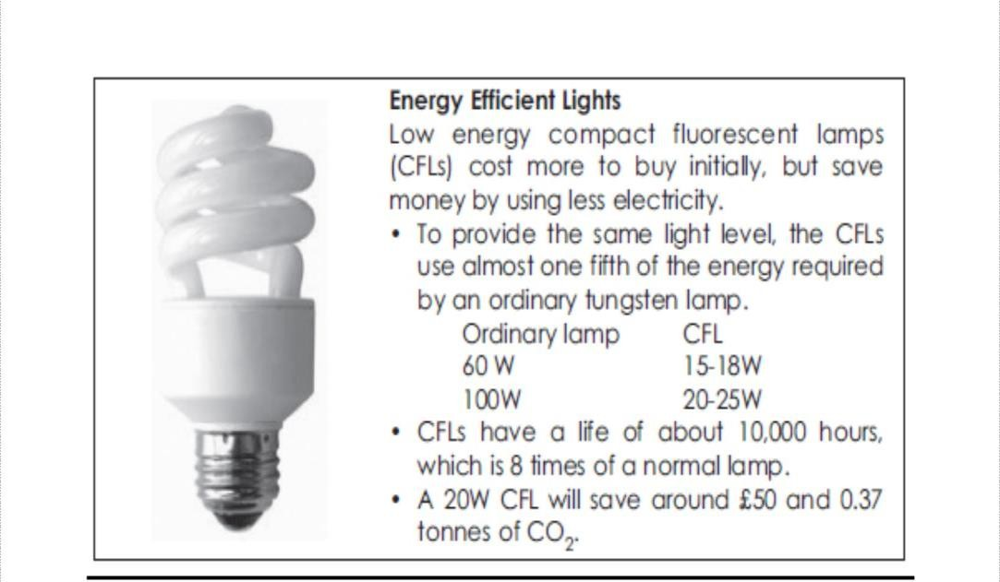 Energy Efficient Lights
Low energy compact fluorescent lamps
(CFLs) cost more to buy initially, but save
money by using less electricity.
• To provide the same light level, the CFLs
use almost one fifth of the energy required
by an ordinary tungsten lamp.
Ordinary lamp CFL
60 W 15-18W
100W 20-25W
• CFLs have a life of about 10,000 hours,
which is 8 times of a normal lamp.
• A 20W CFL will save around £50 and 0.37
tonnes of CO₂.